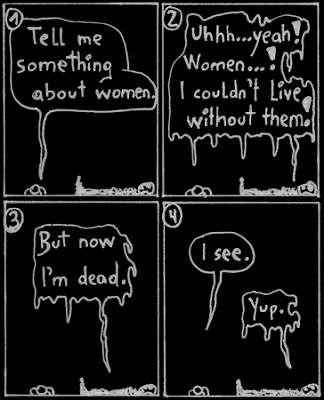 1
Tell me
something
about women.
2
Uhhh...yeah!
Women...!
I couldn't Live
without them!
3
But now
I'm dead.
4
I see.
Yup.